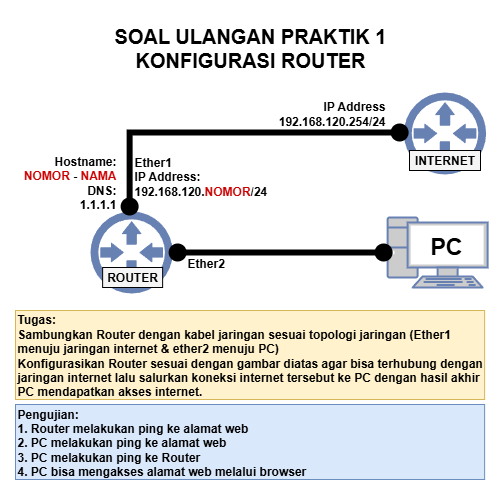 SOAL ULANGAN PRAKTIK 1
KONFIGURASI ROUTER
IP Address
192.168.120.254/24
INTERNET
Hostname:
NOMOR - NAMA
DNS:
1.1.1.1
Ether1
IP Address:
192.168.120.NOMOR/24
ROUTER
Ether2
PC
Tugas:
Sambungkan Router dengan kabel jaringan sesuai topologi jaringan (Ether1
menuju jaringan internet & ether2 menuju PC)
Konfigurasikan Router sesuai dengan gambar diatas agar bisa terhubung dengan
jaringan internet lalu salurkan koneksi internet tersebut ke PC dengan hasil akhir
PC mendapatkan akses internet.
Pengujian:
1. Router melakukan ping ke alamat web
2. PC melakukan ping ke alamat web
3. PC melakukan ping ke Router
4. PC bisa mengakses alamat web melalui browser